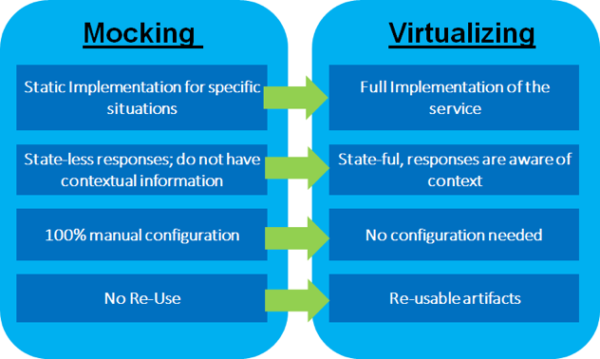 Mocking
Virtualizing
Static Implementation for specific
situations
Full Implementation of the
service
State-less responses; do not have
contextual information
State-ful, responses are aware of
context
100% manual configuration
No configuration needed
No Re-Use
Re-usable artifacts